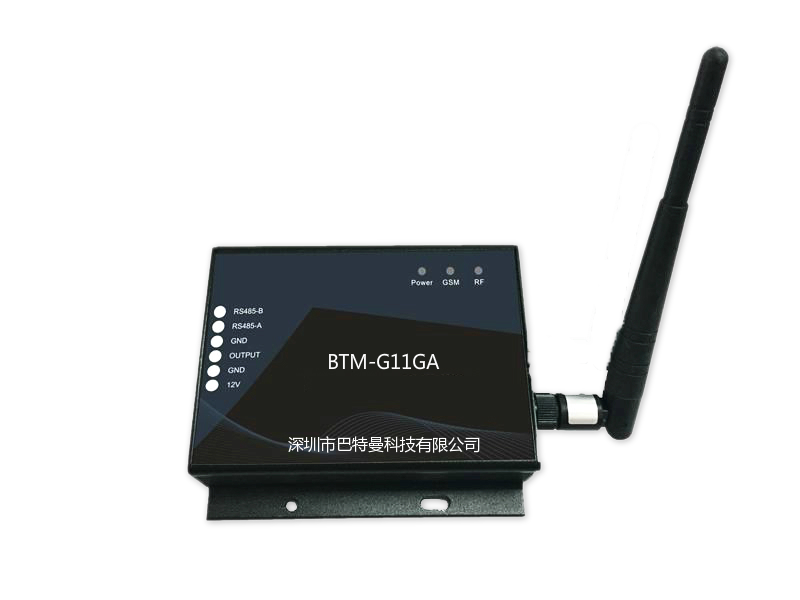 Power GSM RF
RS485-B
RS485-A
GND
OUTPUT
GND
12V
BTM-G11GA
深圳市巴特曼科技有限公司